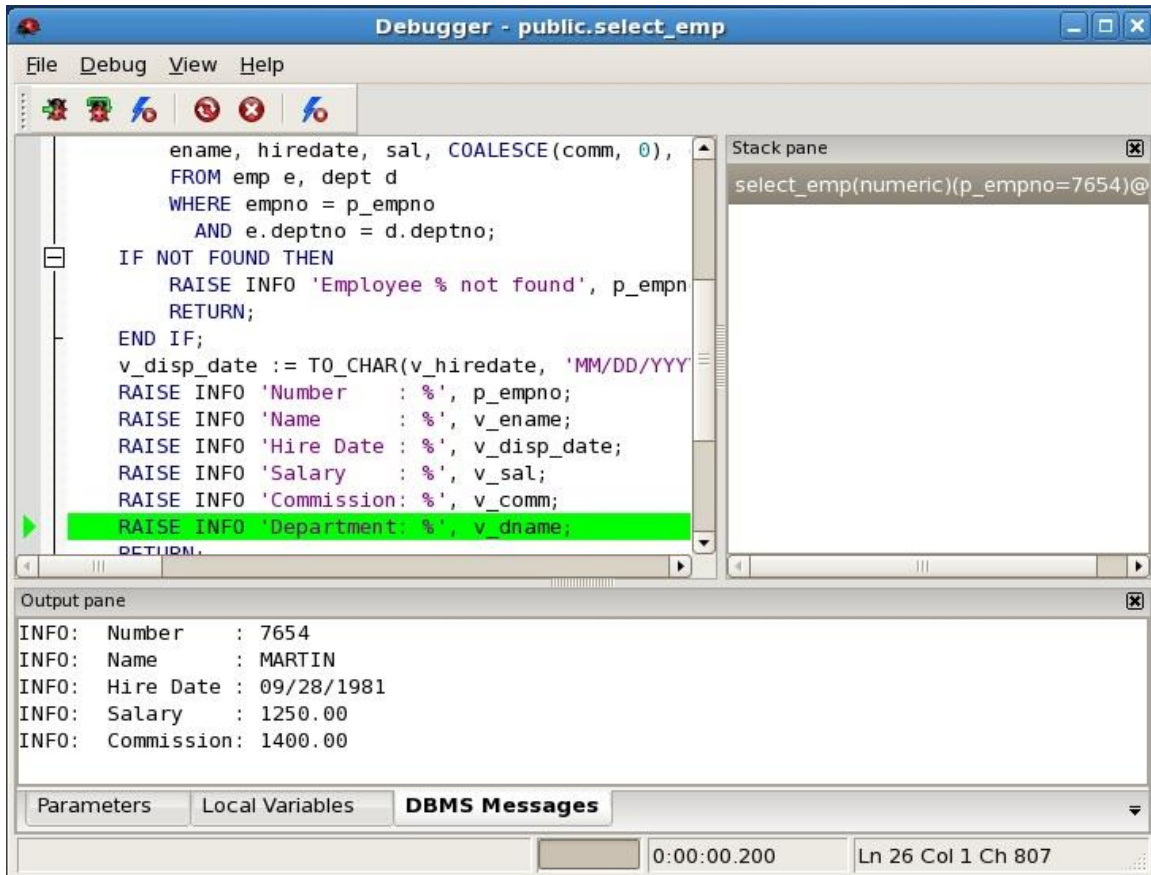 Debugger - public.select_emp
File Debug View Help
ename, hiredate, sal, COALESCE(comm, 0),
FROM emp e, dept d
WHERE empno = p_empno
AND e.deptno = d.deptno;
IF NOT FOUND THEN
RAISE INFO 'Employee % not found', p_empn
RETURN;
END IF;
v_disp_date := TO_CHAR(v_hiredate, 'MM/DD/YYY
RAISE INFO 'Number    : %', p_empno;
RAISE INFO 'Name      : %', v_ename;
RAISE INFO 'Hire Date : %', v_disp_date;
RAISE INFO 'Salary    : %', v_sal;
RAISE INFO 'Commission: %', v_comm;
RAISE INFO 'Department: %', v_dname;
RETURN;
Stack pane
select_emp(numeric)(p_empno=7654)@
Output pane
INFO:  Number    : 7654
INFO:  Name      : MARTIN
INFO:  Hire Date : 09/28/1981
INFO:  Salary    : 1250.00
INFO:  Commission: 1400.00
Parameters Local Variables DBMS Messages
0:00:00.200 Ln 26 Col 1 Ch 807